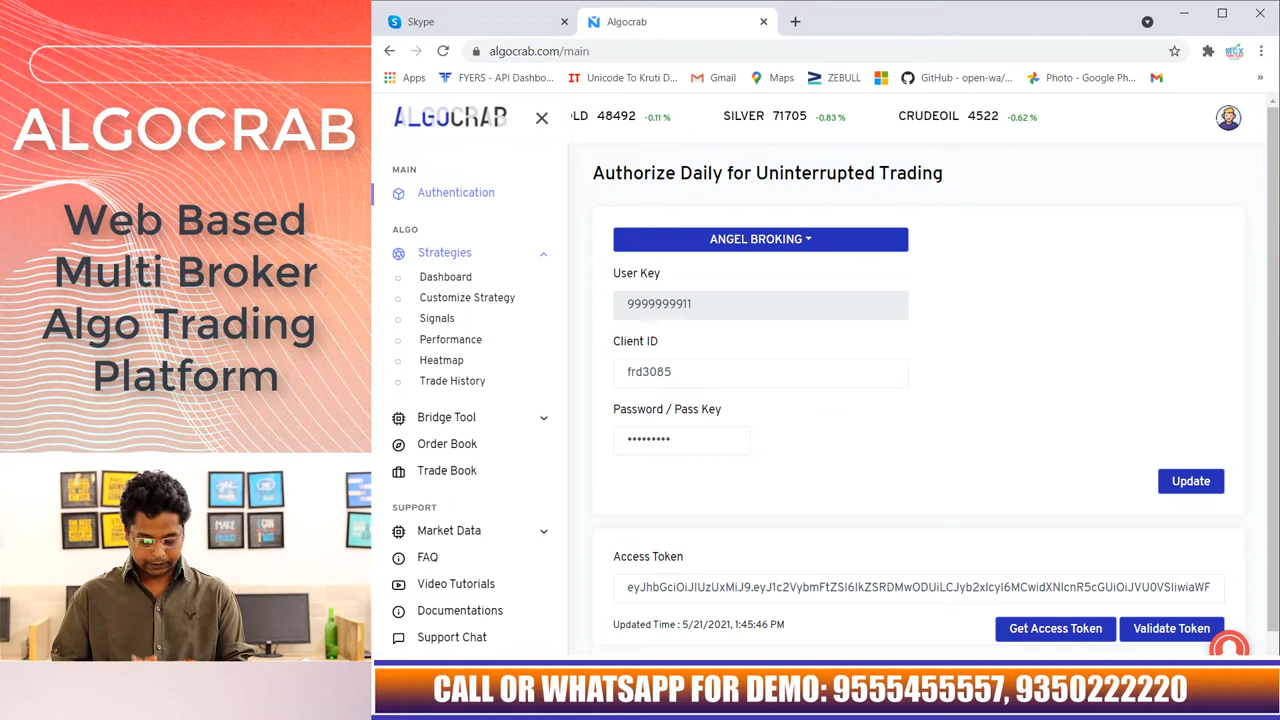 ALGOCRAB
Web Based
Multi Broker
Algo Trading
Platform
Skype
Algocrab
algocrab.com/main
Apps
FYERS - API Dashbo...
Unicode To Kruti D...
Gmail
Maps
ZEBULL
GitHub - open-wa/...
Photo - Google Ph...
»
ALGOCRAB
LD 48492 -0.11 %
SILVER 71705 -0.83 %
CRUDEOIL 4522 -0.62 %
MAIN
Authentication
ALGO
Strategies
Dashboard
Customize Strategy
Signals
Performance
Heatmap
Trade History
Bridge Tool
Order Book
Trade Book
SUPPORT
Market Data
FAQ
Video Tutorials
Documentations
Support Chat
Authorize Daily for Uninterrupted Trading
ANGEL BROKING
User Key
9999999911
Client ID
frd3085
Password / Pass Key
•••••••••
Update
Access Token
Updated Time : 5/21/2021, 1:45:46 PM
Get Access Token
Validate Token
CALL OR WHATSAPP FOR DEMO: 9555455557, 9350222220